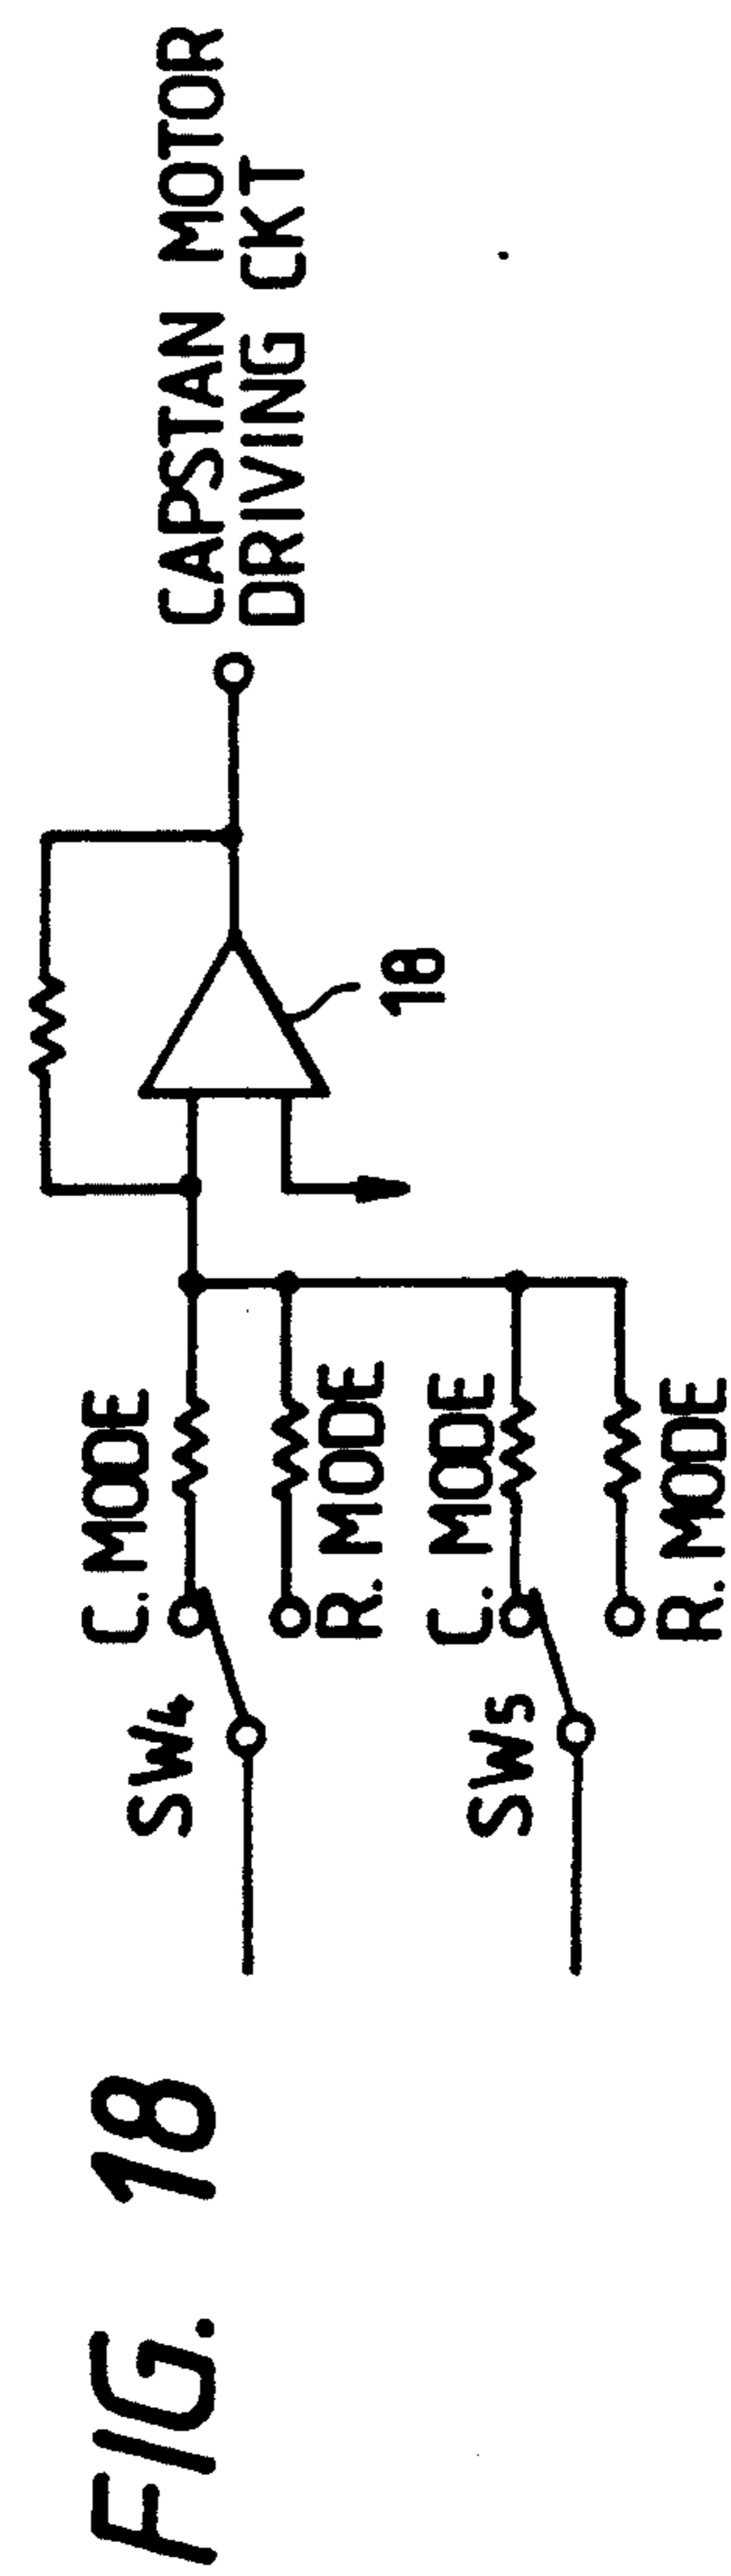 FIG. 18
SW4
C. MODE
R. MODE
SW5
C. MODE
R. MODE
18
CAPSTAN MOTOR
DRIVING CKT